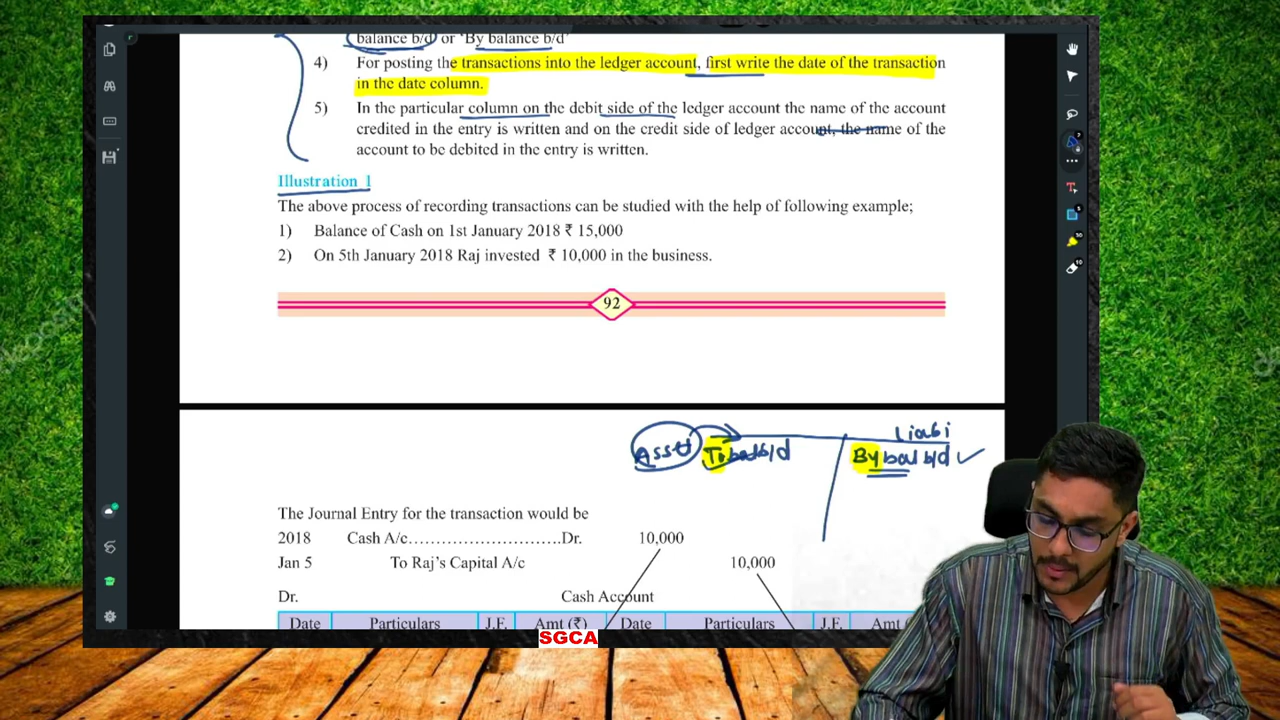 balance b/d or 'By balance b/d'
4) For posting the transactions into the ledger account, first write the date of the transaction
in the date column.
5) In the particular column on the debit side of the ledger account the name of the account
credited in the entry is written and on the credit side of ledger account, the name of the
account to be debited in the entry is written.
Illustration 1
The above process of recording transactions can be studied with the help of following example;
1) Balance of Cash on 1st January 2018 ₹ 15,000
2) On 5th January 2018 Raj invested ₹ 10,000 in the business.
92
Liabi
Asset To bal b/d By bal b/d
The Journal Entry for the transaction would be
2018 Cash A/c............................Dr. 10,000
Jan 5 To Raj's Capital A/c 10,000
Dr. Cash Account
Date Particulars J.F. Amt (₹) Date Particulars J.F. Amt
SGCA